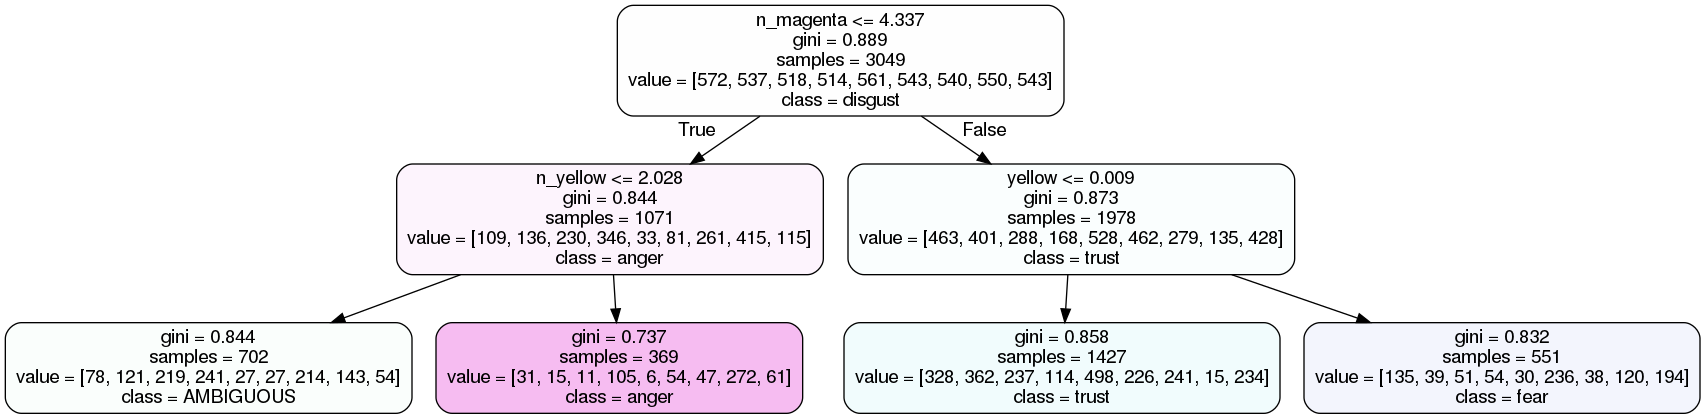 n_magenta <= 4.337
gini = 0.889
samples = 3049
value = [572, 537, 518, 514, 561, 543, 540, 550, 543]
class = disgust
True
False
n_yellow <= 2.028
gini = 0.844
samples = 1071
value = [109, 136, 230, 346, 33, 81, 261, 415, 115]
class = anger
yellow <= 0.009
gini = 0.873
samples = 1978
value = [463, 401, 288, 168, 528, 462, 279, 135, 428]
class = trust
gini = 0.844
samples = 702
value = [78, 121, 219, 241, 27, 27, 214, 143, 54]
class = AMBIGUOUS
gini = 0.737
samples = 369
value = [31, 15, 11, 105, 6, 54, 47, 272, 61]
class = anger
gini = 0.858
samples = 1427
value = [328, 362, 237, 114, 498, 226, 241, 15, 234]
class = trust
gini = 0.832
samples = 551
value = [135, 39, 51, 54, 30, 236, 38, 120, 194]
class = fear